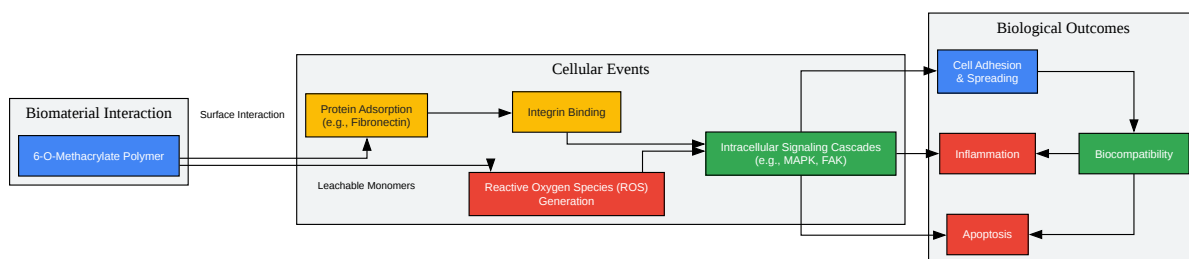 Biomaterial Interaction
6-O-Methacrylate Polymer
Surface Interaction
Leachable Monomers
Cellular Events
Protein Adsorption
(e.g., Fibronectin)
Integrin Binding
Reactive Oxygen Species (ROS)
Generation
Intracellular Signaling Cascades
(e.g., MAPK, FAK)
Biological Outcomes
Cell Adhesion
& Spreading
Inflammation
Biocompatibility
Apoptosis